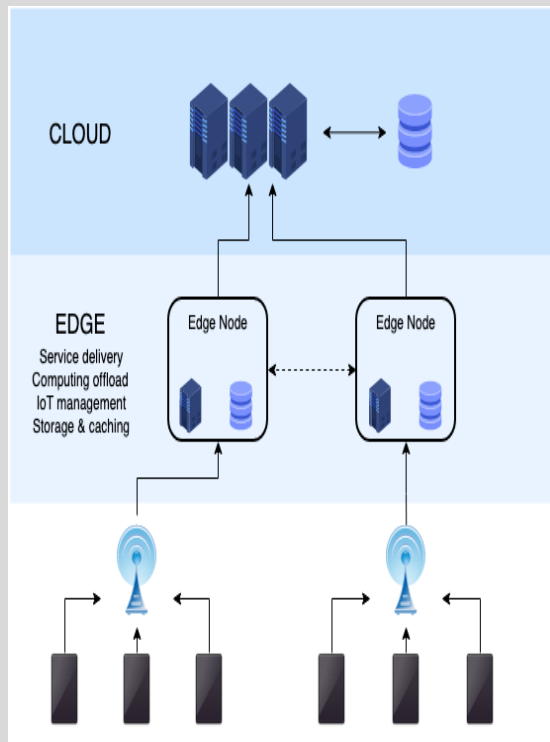 CLOUD
EDGE
Service delivery
Computing offload
IoT management
Storage & caching
Edge Node
Edge Node